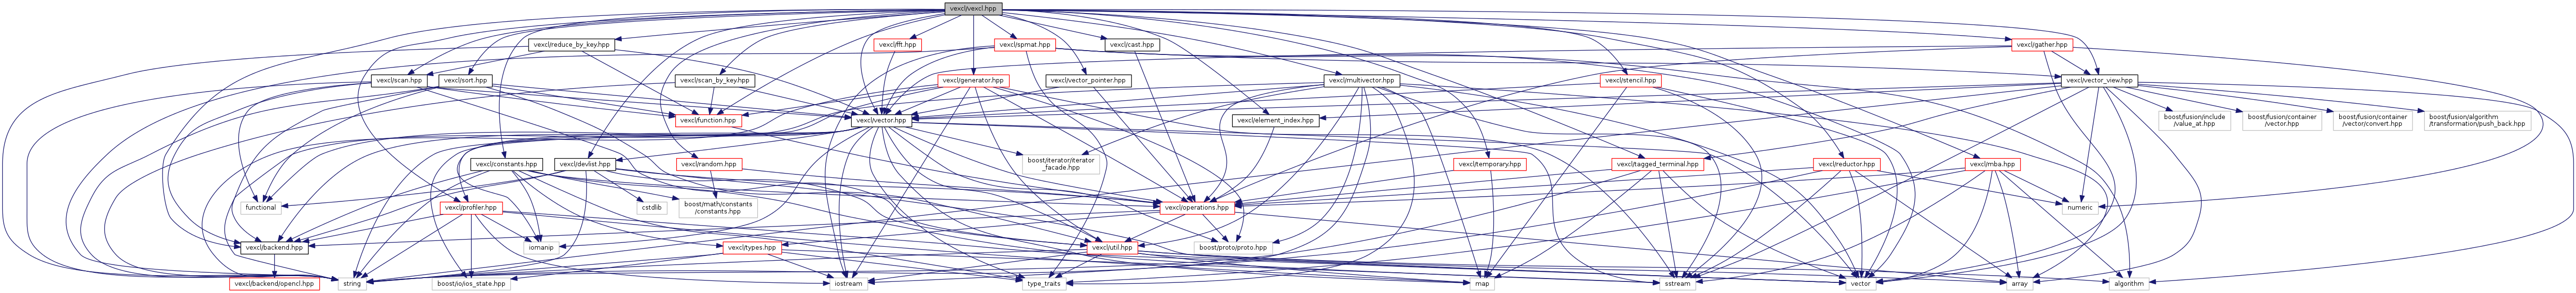 vexcl/vexcl.hpp
vexcl/reduce_by_key.hpp
vexcl/fft.hpp
vexcl/spmat.hpp
vexcl/cast.hpp
vexcl/gather.hpp
vexcl/scan.hpp
vexcl/sort.hpp
vexcl/scan_by_key.hpp
vexcl/generator.hpp
vexcl/vector_pointer.hpp
vexcl/multivector.hpp
vexcl/stencil.hpp
vexcl/vector_view.hpp
vexcl/function.hpp
vexcl/vector.hpp
vexcl/element_index.hpp
boost/fusion/include
/value_at.hpp
boost/fusion/container
/vector.hpp
boost/fusion/container
/vector/convert.hpp
boost/fusion/algorithm
/transformation/push_back.hpp
vexcl/constants.hpp
vexcl/devlist.hpp
vexcl/random.hpp
boost/iterator/iterator
_facade.hpp
vexcl/temporary.hpp
vexcl/tagged_terminal.hpp
vexcl/reductor.hpp
vexcl/mba.hpp
functional
vexcl/profiler.hpp
cstdlib
boost/math/constants
/constants.hpp
vexcl/operations.hpp
numeric
vexcl/backend.hpp
iomanip
vexcl/types.hpp
vexcl/util.hpp
boost/proto/proto.hpp
vexcl/backend/opencl.hpp
string
boost/io/ios_state.hpp
iostream
type_traits
map
sstream
vector
array
algorithm